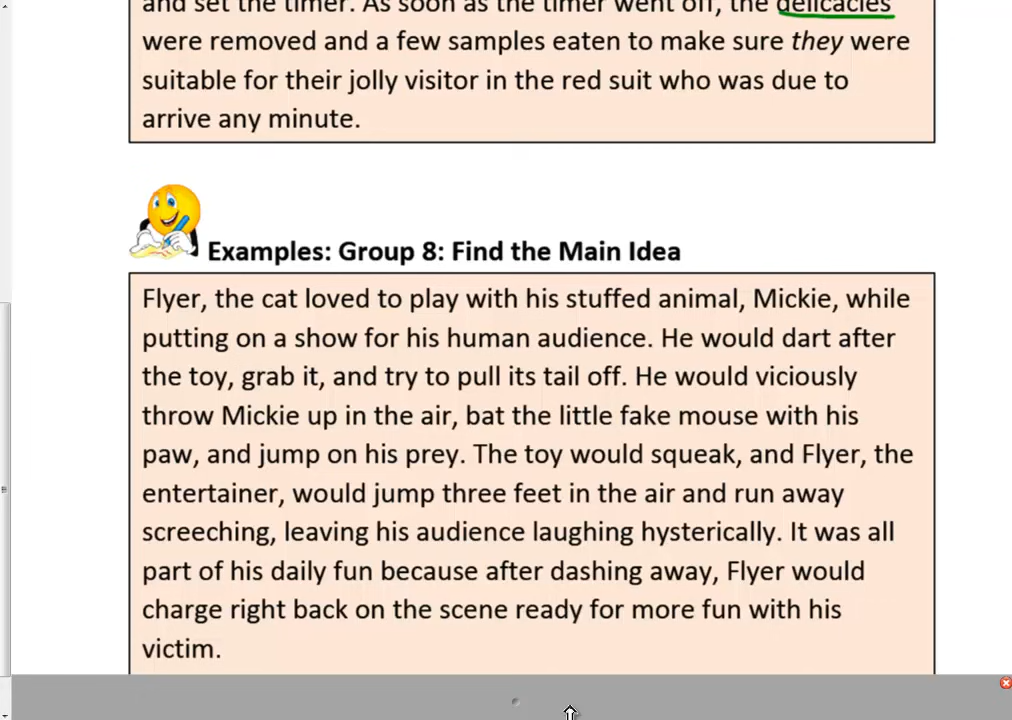 and set the timer. As soon as the timer went off, the delicacies
were removed and a few samples eaten to make sure they were
suitable for their jolly visitor in the red suit who was due to
arrive any minute.
Examples: Group 8: Find the Main Idea
Flyer, the cat loved to play with his stuffed animal, Mickie, while
putting on a show for his human audience. He would dart after
the toy, grab it, and try to pull its tail off. He would viciously
throw Mickie up in the air, bat the little fake mouse with his
paw, and jump on his prey. The toy would squeak, and Flyer, the
entertainer, would jump three feet in the air and run away
screeching, leaving his audience laughing hysterically. It was all
part of his daily fun because after dashing away, Flyer would
charge right back on the scene ready for more fun with his
victim.